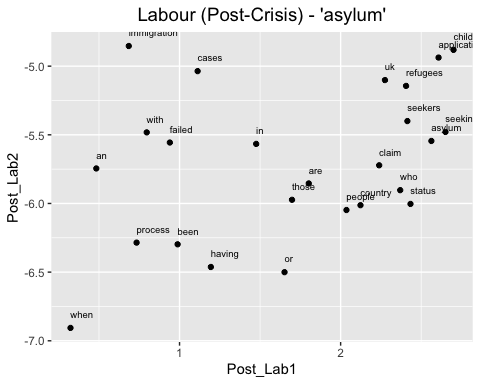 Labour (Post-Crisis) - 'asylum'
immigration
child
applicati
cases
uk
refugees
-5.0
seekers
seekin
with
failed
in
asylum
-5.5
claim
an
are
who
those
people
country
status
-6.0
process
been
having
or
-6.5
when
-7.0
1
2
Post_Lab1
Post_Lab2